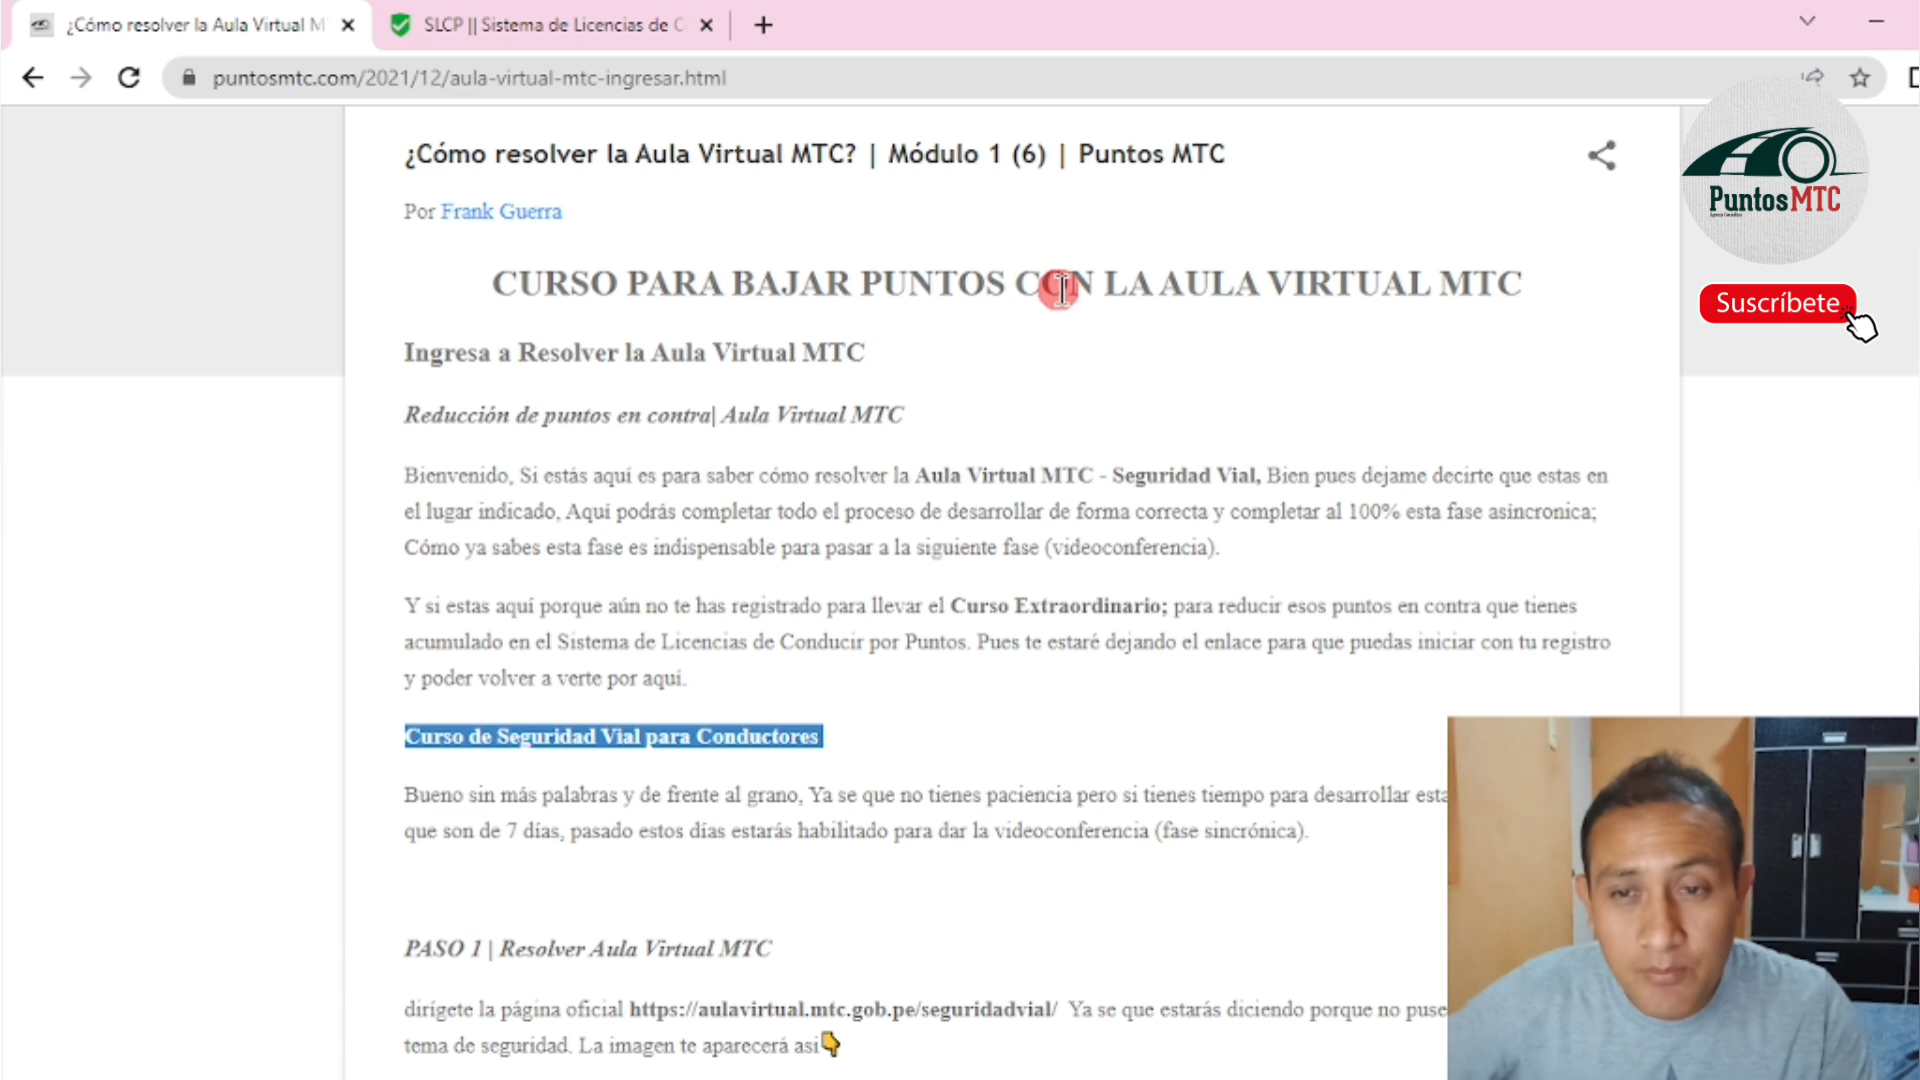 ¿Cómo resolver la Aula Virtual M
SLCP || Sistema de Licencias de C
puntosmtc.com/2021/12/aula-virtual-mtc-ingresar.html
¿Cómo resolver la Aula Virtual MTC? | Módulo 1 (6) | Puntos MTC
Por Frank Guerra
PuntosMTC
Suscríbete
CURSO PARA BAJAR PUNTOS CON LA AULA VIRTUAL MTC
Ingresa a Resolver la Aula Virtual MTC
Reducción de puntos en contra| Aula Virtual MTC
Bienvenido, Si estás aquí es para saber cómo resolver la Aula Virtual MTC - Seguridad Vial, Bien pues dejame decirte que estas en
el lugar indicado, Aquí podrás completar todo el proceso de desarrollar de forma correcta y completar al 100% esta fase asincronica;
Cómo ya sabes esta fase es indispensable para pasar a la siguiente fase (videoconferencia).
Y si estas aquí porque aún no te has registrado para llevar el Curso Extraordinario; para reducir esos puntos en contra que tienes
acumulado en el Sistema de Licencias de Conducir por Puntos. Pues te estaré dejando el enlace para que puedas iniciar con tu registro
y poder volver a verte por aquí.
Curso de Seguridad Vial para Conductores
Bueno sin más palabras y de frente al grano, Ya se que no tienes paciencia pero si tienes tiempo para desarrollar esta
que son de 7 días, pasado estos días estarás habilitado para dar la videoconferencia (fase sincrónica).
PASO 1 | Resolver Aula Virtual MTC
dirígete la página oficial https://aulavirtual.mtc.gob.pe/seguridadvial/ Ya se que estarás diciendo porque no puse
tema de seguridad. La imagen te aparecerá asi👇